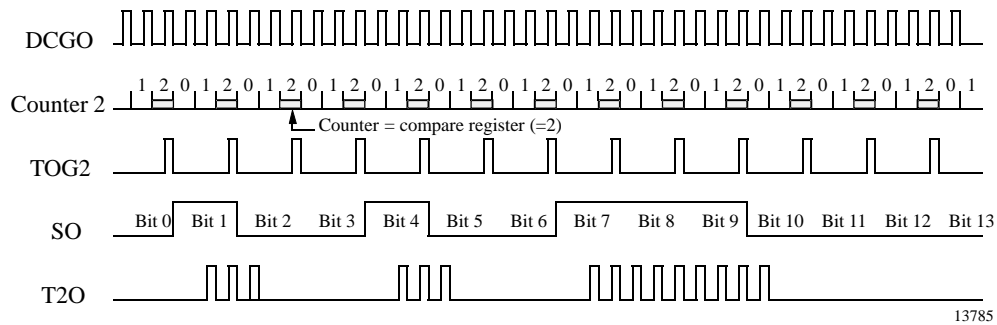 DCGO
1 2 0 1 2 0 1 2 0 1 2 0 1 2 0 1 2 0 1 2 0 1 2 0 1 2 0 1 2 0 1 2 0 1 2 0 1 2 0 1
Counter 2
Counter = compare register (=2)
TOG2
SO
Bit 0 Bit 1 Bit 2 Bit 3 Bit 4 Bit 5 Bit 6 Bit 7 Bit 8 Bit 9 Bit 10 Bit 11 Bit 12 Bit 13
T2O
13785